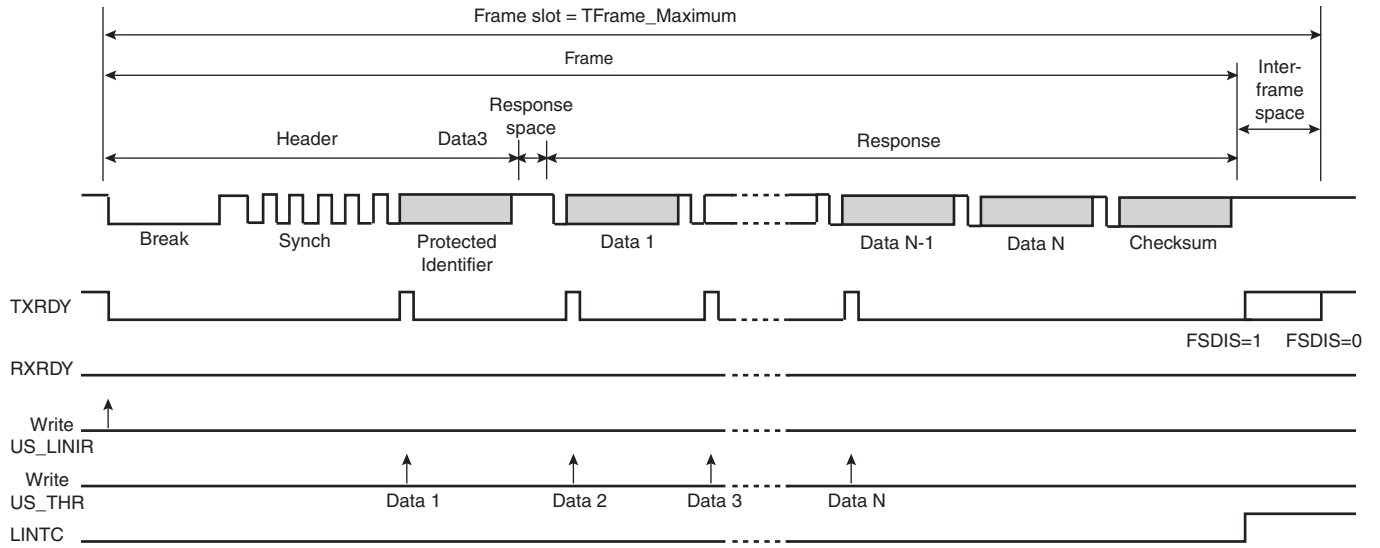 Frame slot = TFrame_Maximum
Frame
Inter-
frame
space
Response
space
Header
Data3
Response
Break
Synch
Protected
Identifier
Data 1
Data N-1
Data N
Checksum
TXRDY
FSDIS=1
FSDIS=0
RXRDY
Write
US_LINIR
Write
US_THR
Data 1
Data 2
Data 3
Data N
LINTC